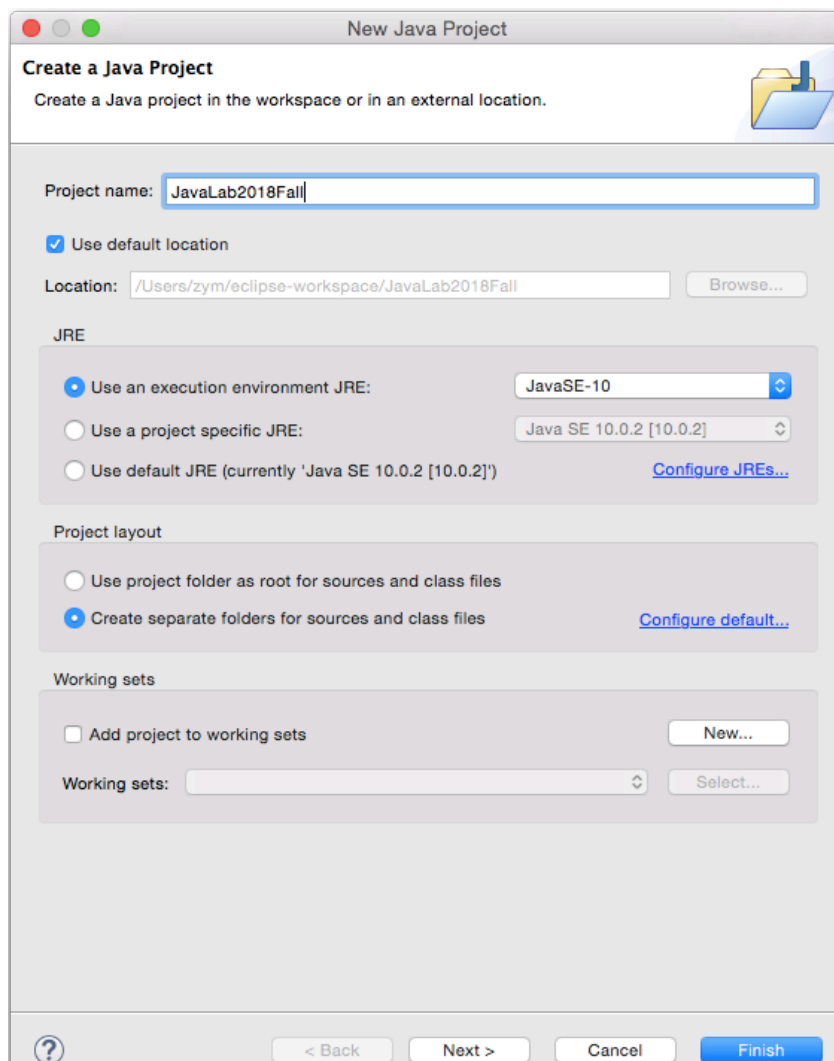 New Java Project
Create a Java Project
Create a Java project in the workspace or in an external location.
Project name: JavaLab2018Fall
Use default location
Location: /Users/zym/eclipse-workspace/JavaLab2018Fall Browse...
JRE
Use an execution environment JRE: JavaSE-10
Use a project specific JRE: Java SE 10.0.2 [10.0.2]
Use default JRE (currently 'Java SE 10.0.2 [10.0.2]') Configure JREs...
Project layout
Use project folder as root for sources and class files
Create separate folders for sources and class files Configure default...
Working sets
Add project to working sets New...
Working sets: Select...
? < Back Next > Cancel Finish